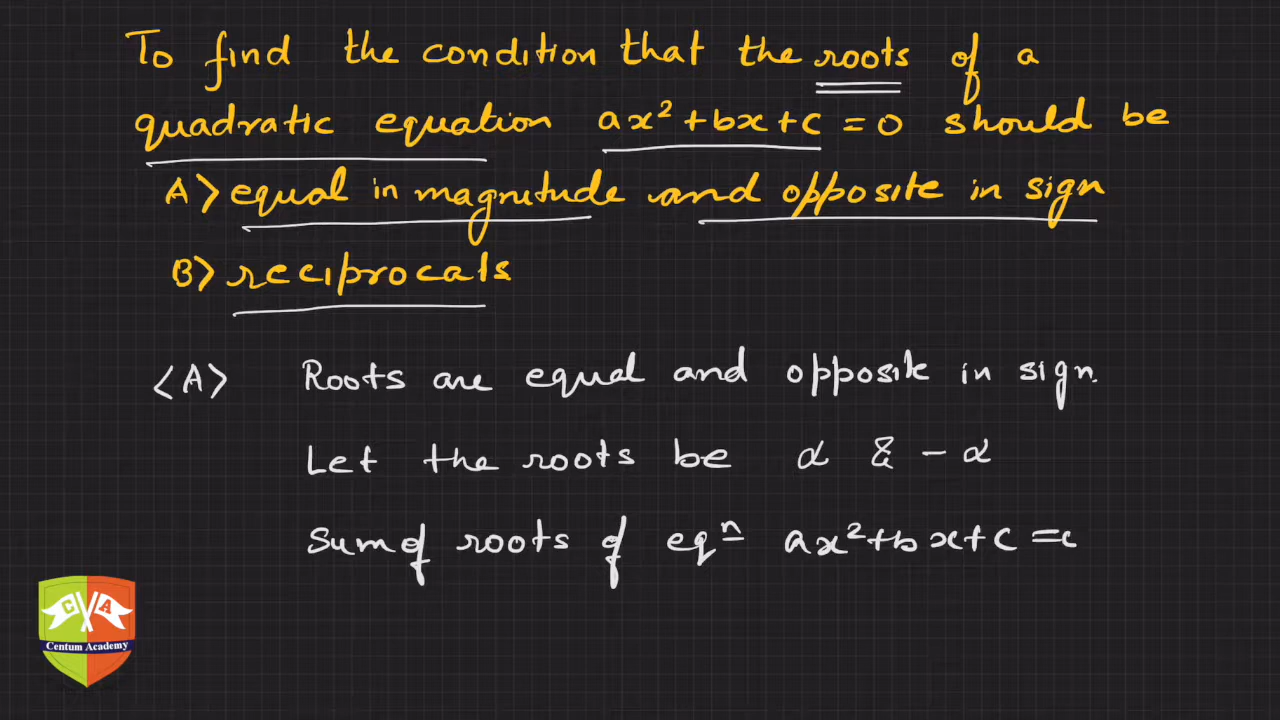 To find the condition that the roots of a
quadratic equation ax² + bx + c = 0 should be
A> equal in magnitude and opposite in sign
B> reciprocals
<A> Roots are equal and opposite in sign.
Let the roots be α & - α
Sum of roots of eqⁿ ax² + bx + c = c
C A
Centum Academy